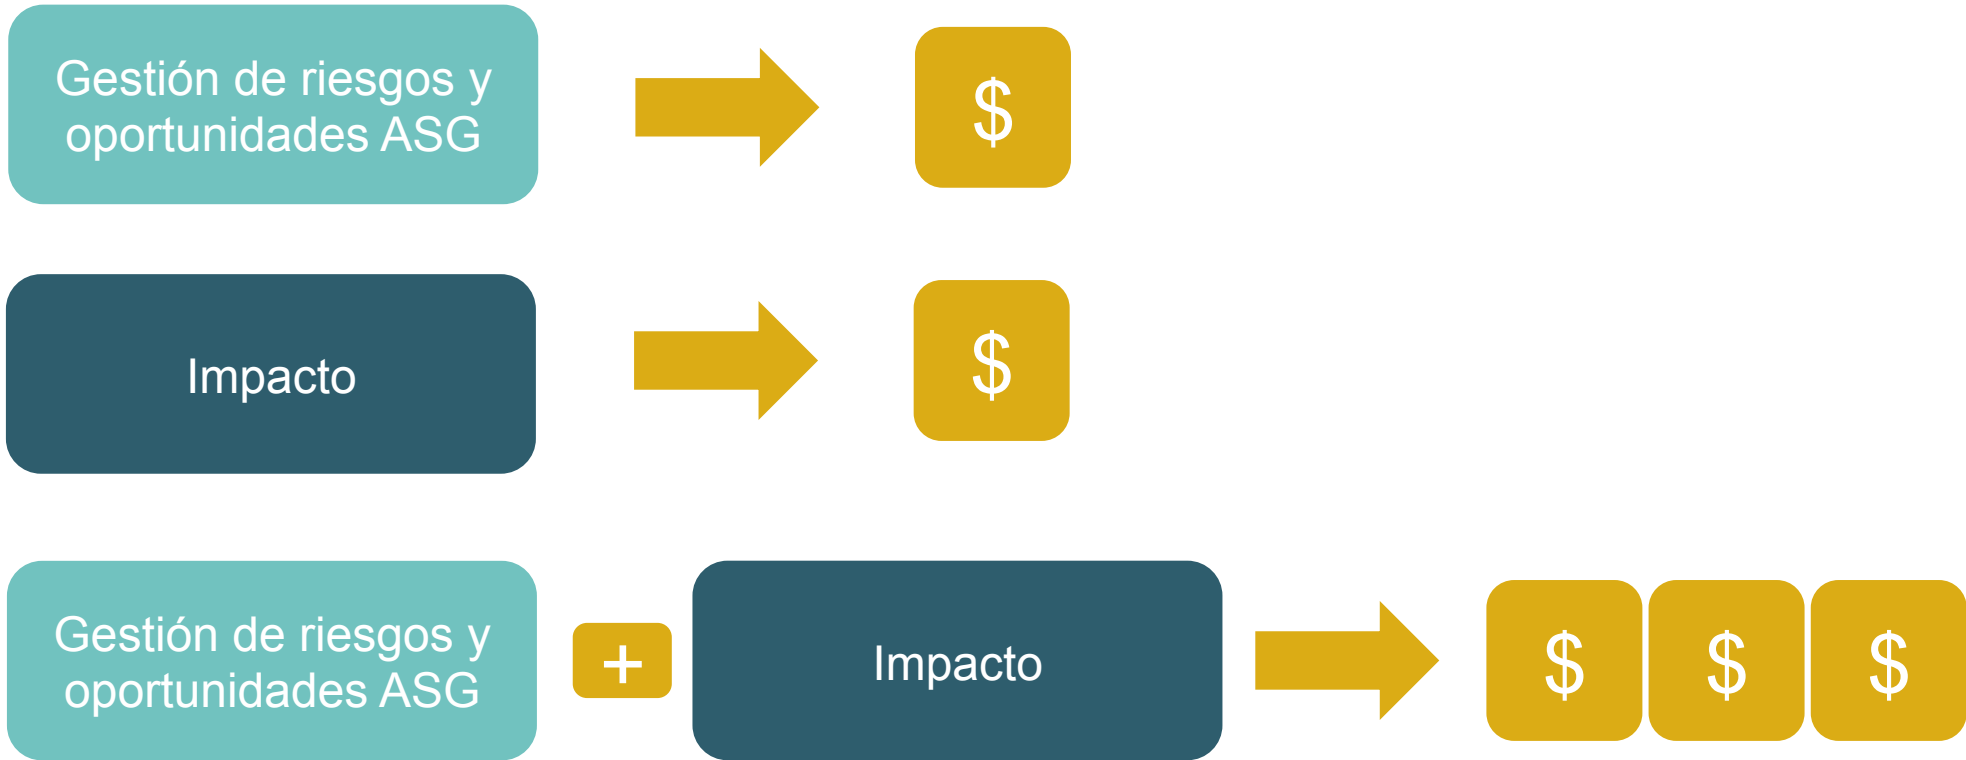 Gestión de riesgos y
oportunidades ASG
$
Impacto
$
Gestión de riesgos y
oportunidades ASG
+
Impacto
$ $ $